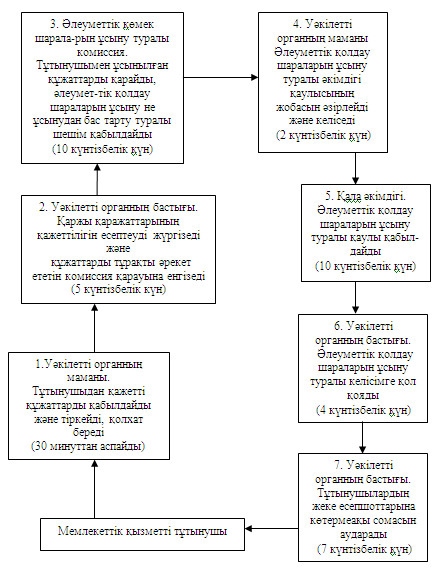 3. Әлеуметтік көмек
шарала-рын ұсыну туралы
комиссия.
Тұтынушымен ұсынылған
құжаттарды қарайды,
әлеумет-тік қолдау
шараларын ұсыну не
ұсынудан бас тарту туралы
шешім қабылдайды
(10 күнтізбелік күн)
4. Уәкілетті
органның маманы
Әлеуметтік қолдау
шараларын ұсыну
туралы әкімдігі
қаулысының
жобасын әзірлейді
және келіседі
(2 күнтізбелік күн)
5. Қала әкімдігі.
Әлеуметтік қолдау
шараларын ұсыну
туралы қаулы қабыл-
дайды
(10 күнтізбелік күн)
6. Уәкілетті
органның бастығы.
Әлеуметтік қолдау
шараларын ұсыну
туралы келісімге қол
қояды
(4 күнтізбелік күн)
7. Уәкілетті
органның бастығы.
Тұтынушылардың
жеке есепшоттарына
көтермеақы сомасын
аударады
(7 күнтізбелік күн)
2. Уәкілетті органның бастығы.
Қаржы қаражаттарының
қажеттілігін есептеуді жүргізеді
және
құжаттарды тұрақты әрекет
ететін комиссия қарауына енгізеді
(5 күнтізбелік күн)
1.Уәкілетті органның
маманы.
Тұтынушыдан қажетті
құжаттарды қабылдайды
және тіркейді, қолхат
береді
(30 минуттан аспайды)
Мемлекеттік қызметті тұтынушы